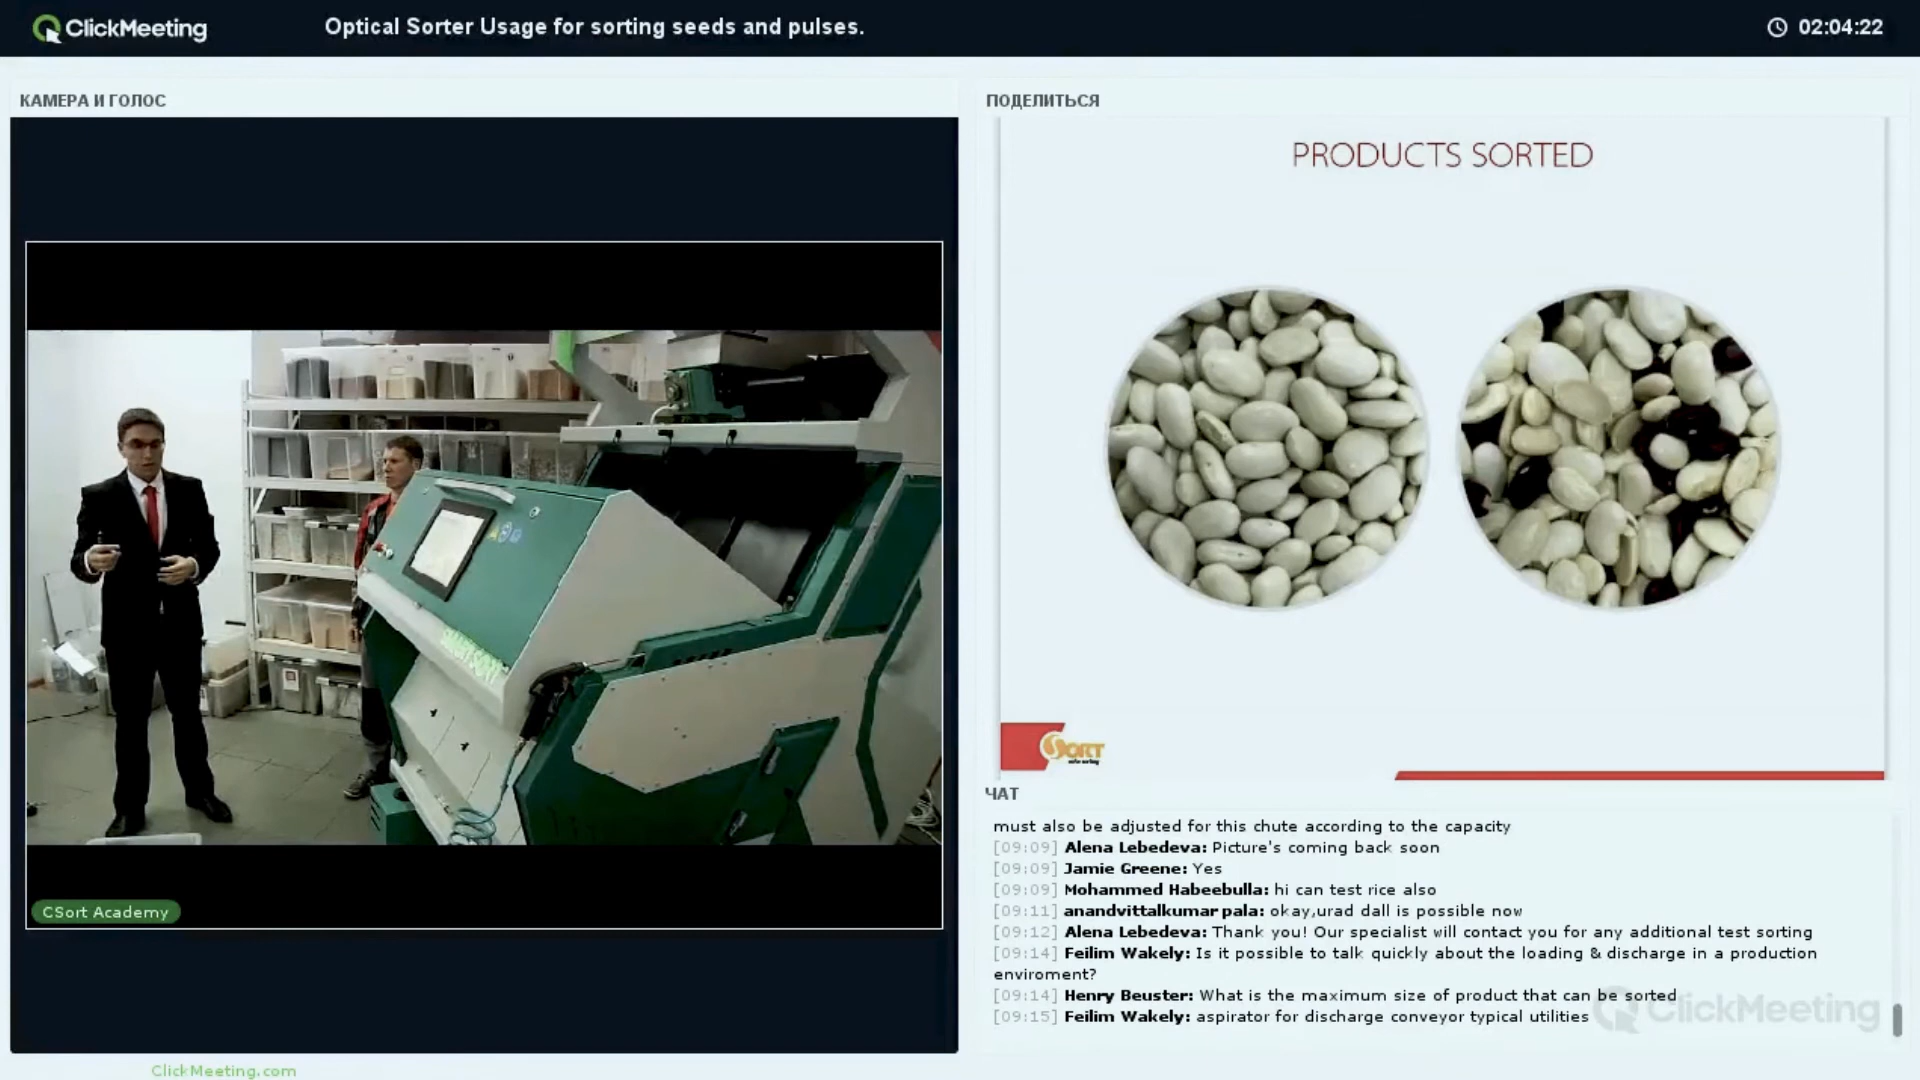 ClickMeeting
Optical Sorter Usage for sorting seeds and pulses.
02:04:22
КАМЕРА И ГОЛОС
ПОДЕЛИТЬСЯ
PRODUCTS SORTED
SMART SORT
CSort Academy
SORT
ЧАТ
must also be adjusted for this chute according to the capacity
[09:09] Alena Lebedeva: Picture's coming back soon
[09:09] Jamie Greene: Yes
[09:09] Mohammed Habeebulla: hi can test rice also
[09:11] anandvittalkumar pala: okay,urad dall is possible now
[09:12] Alena Lebedeva: Thank you! Our specialist will contact you for any additional test sorting
[09:14] Feilim Wakely: Is it possible to talk quickly about the loading & discharge in a production
enviroment?
[09:14] Henry Beuster: What is the maximum size of product that can be sorted
[09:15] Feilim Wakely: aspirator for discharge conveyor typical utilities
ClickMeeting
ClickMeeting.com